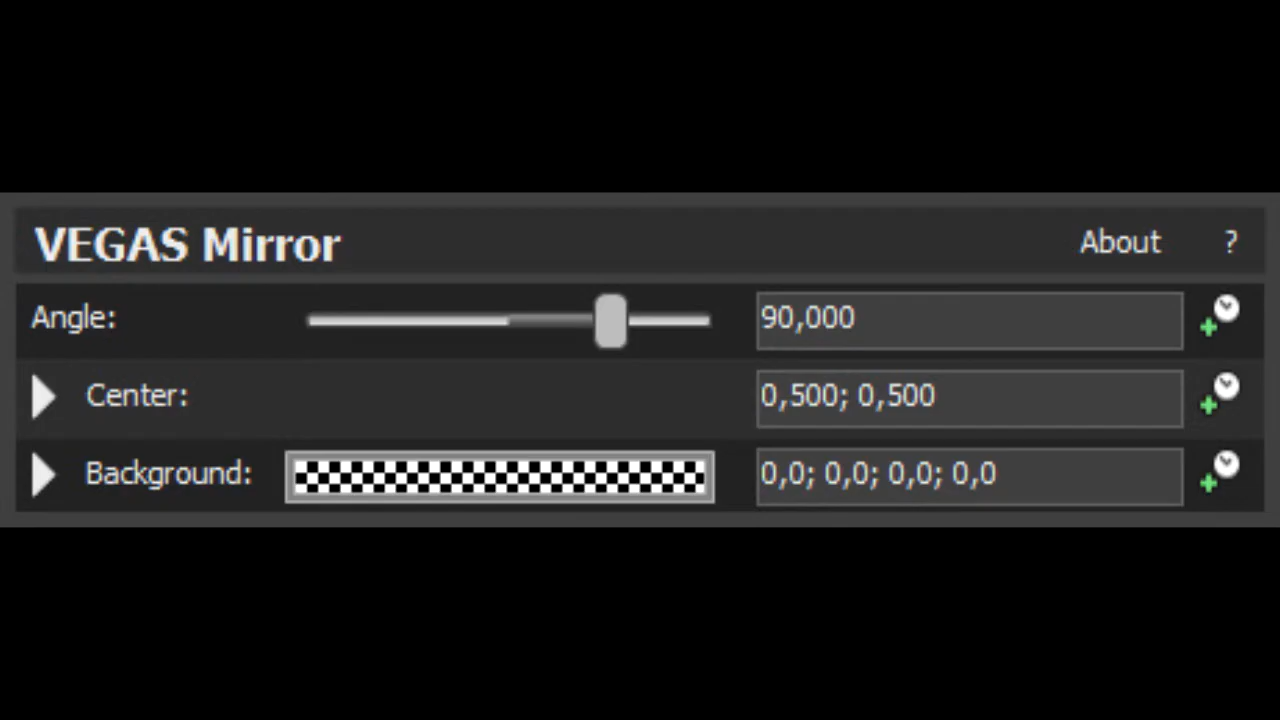 VEGAS Mirror About ?
Angle: 90,000
Center: 0,500; 0,500
Background: 0,0; 0,0; 0,0; 0,0